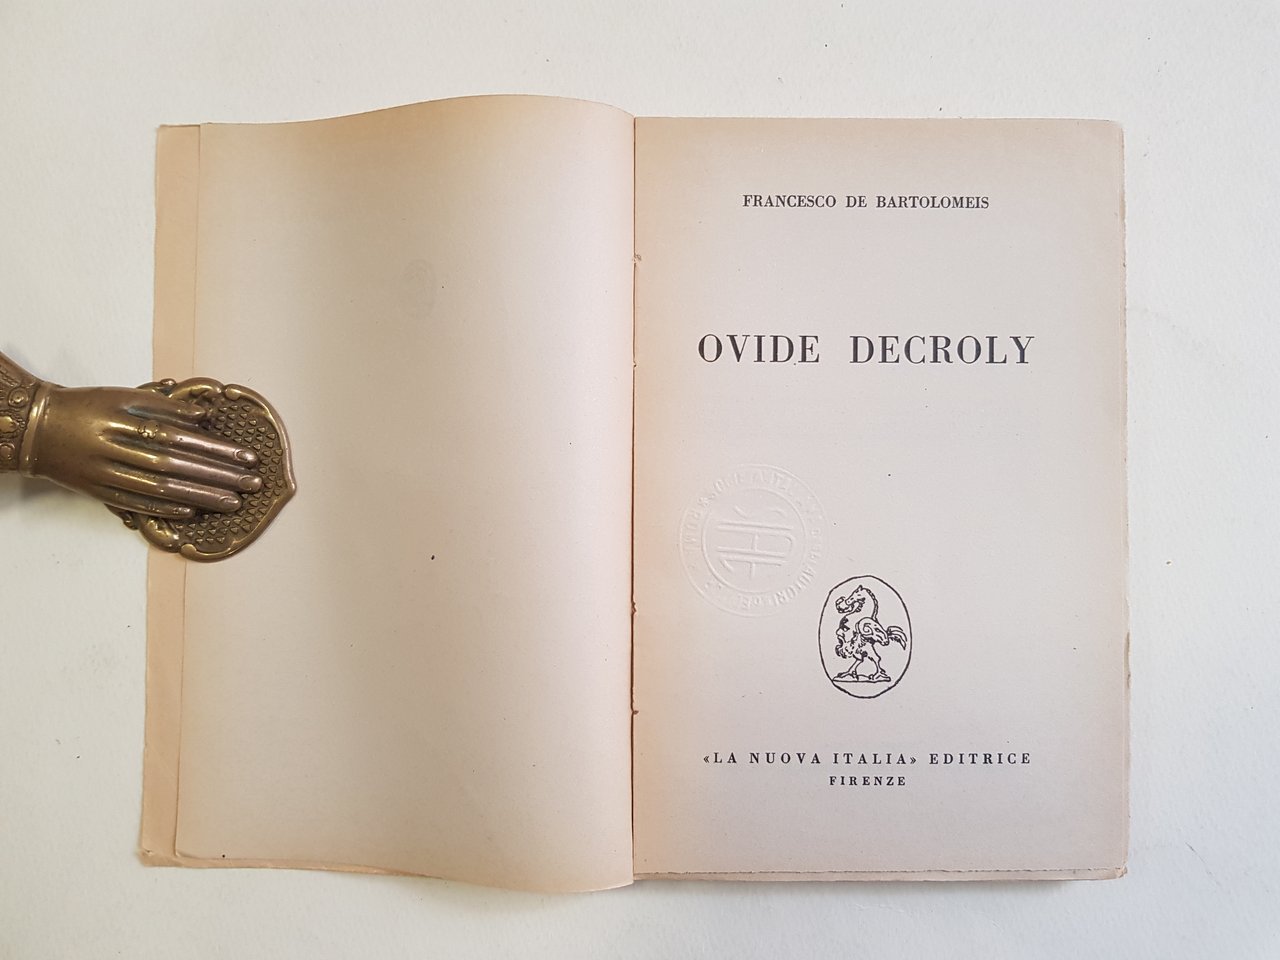 FRANCESCO DE BARTOLOMEIS
OVIDE DECROLY
«LA NUOVA ITALIA» EDITRICE
FIRENZE